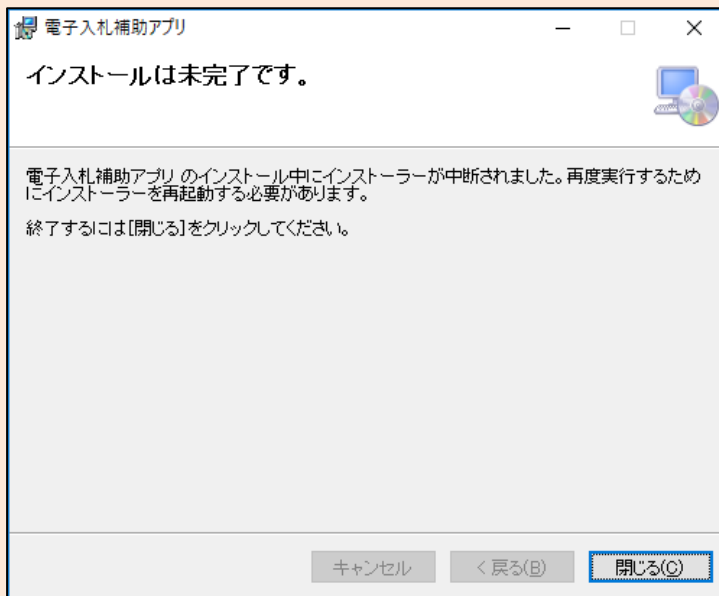 電子入札補助アプリ
インストールは未完了です。
電子入札補助アプリ のインストール中にインストーラーが中断されました。再度実行するため
にインストーラーを再起動する必要があります。
終了するには[閉じる]をクリックしてください。
キャンセル
< 戻る(B)
閉じる(C)